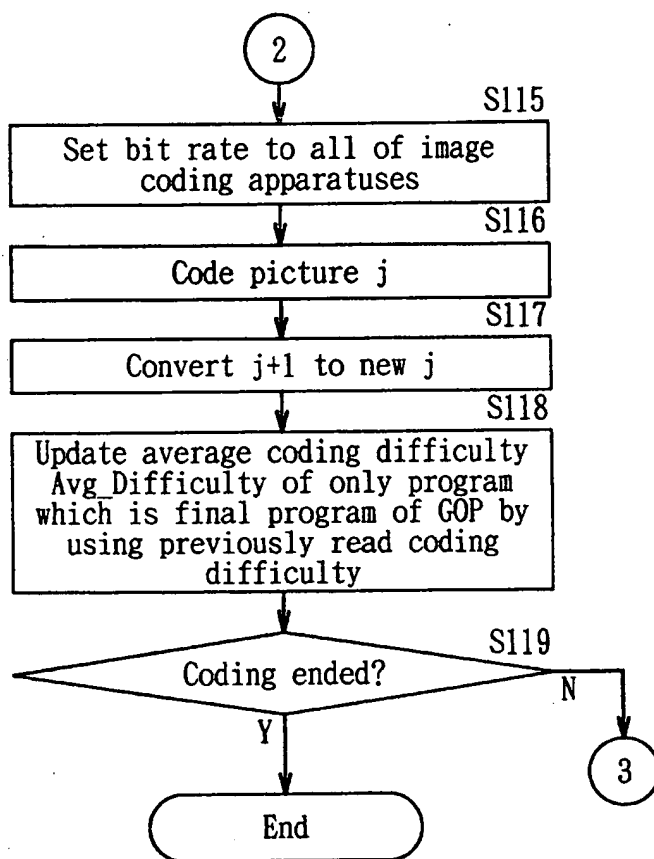 2
S115
Set bit rate to all of image
coding apparatuses
S116
Code picture j
S117
Convert j+1 to new j
S118
Update average coding difficulty
Avg_Difficulty of only program
which is final program of GOP by
using previously read coding
difficulty
S119
Coding ended?
N
Y
3
End